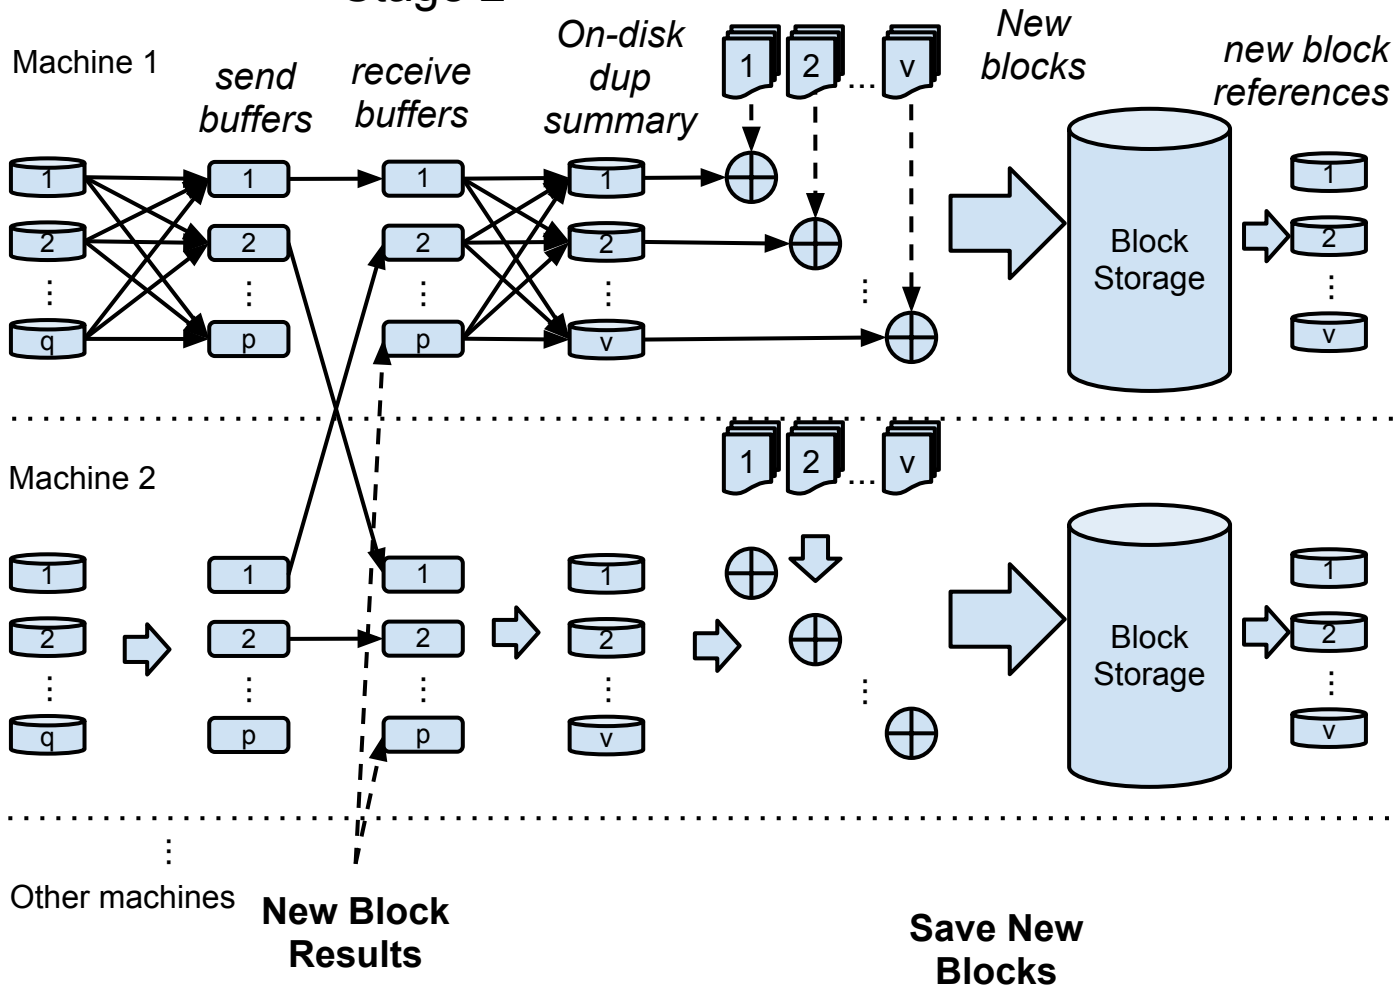 Machine 1
send
buffers
receive
buffers
On-disk
dup
summary
1 2 ... v
New
blocks
new block
references
1 1 1 1 1
2 2 2 2 2
⋮ ⋮ ⋮ ⋮ ⋮ ⋮
q p p v v
Block
Storage
Machine 2
1 2 ... v
1 1 1 1 1
2 2 2 2 2
⋮ ⋮ ⋮ ⋮ ⋮ ⋮
q p p v v
Block
Storage
⋮
Other machines
New Block
Results
Save New
Blocks